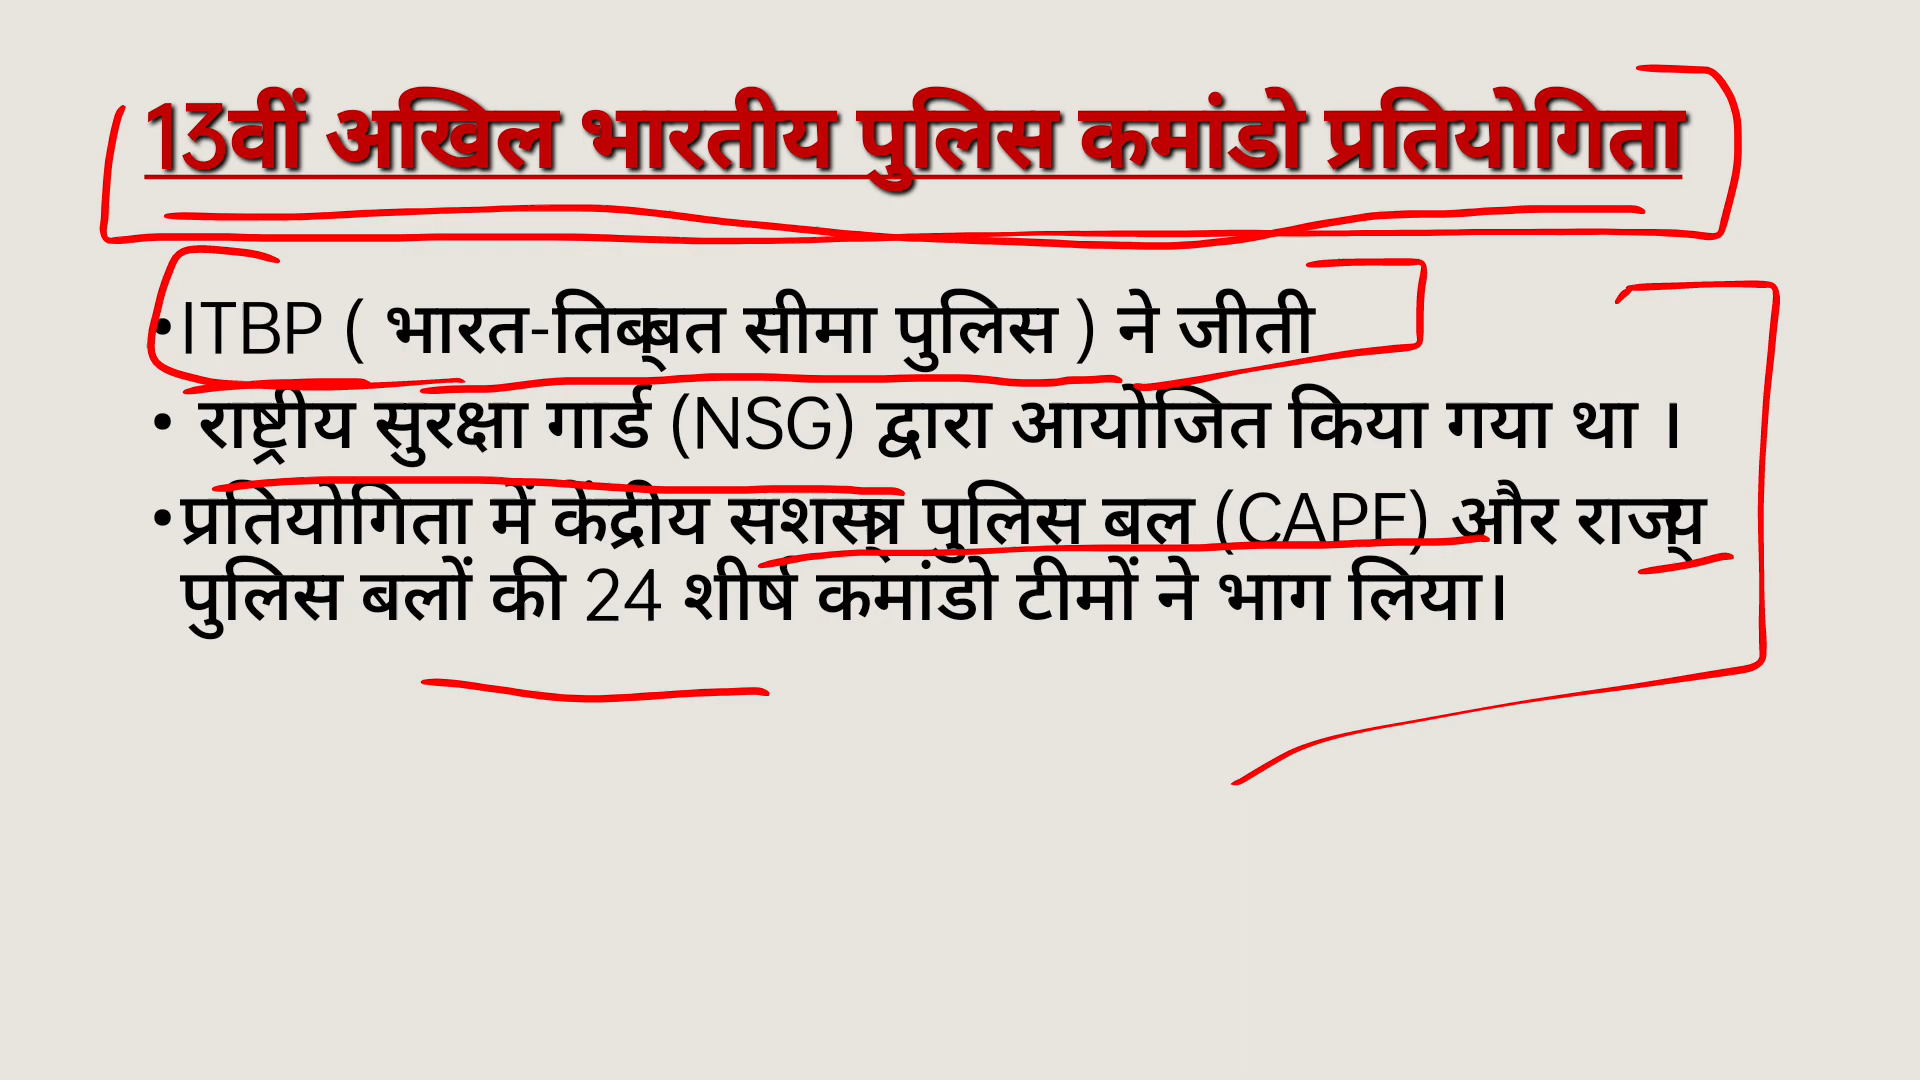 13वीं अखिल भारतीय पुलिस कमांडो प्रतियोगिता
•ITBP ( भारत-तिब्बत सीमा पुलिस ) ने जीती
• राष्ट्रीय सुरक्षा गार्ड (NSG) द्वारा आयोजित किया गया था ।
•प्रतियोगिता में केंद्रीय सशस्त्र पुलिस बल (CAPF) और राज्य
पुलिस बलों की 24 शीर्ष कमांडो टीमों ने भाग लिया।